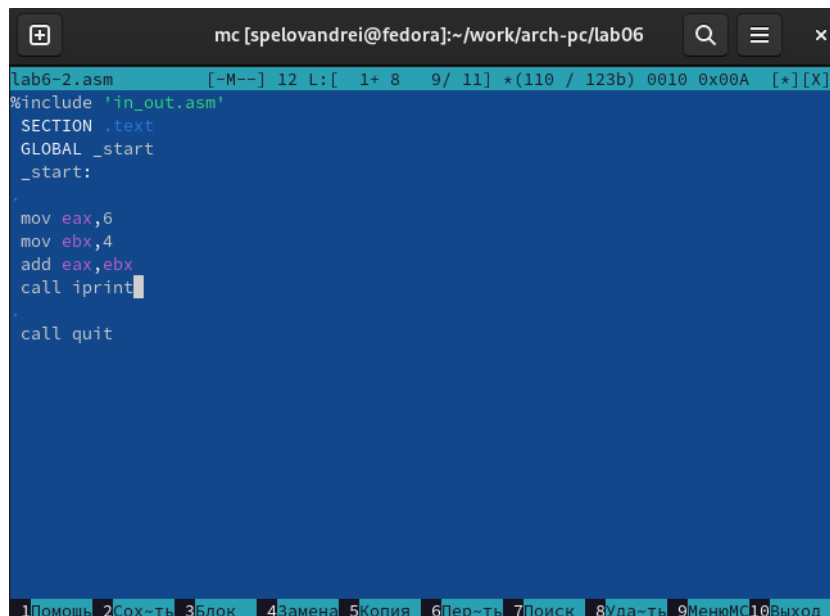 mc [spelovandrei@fedora]:~/work/arch-pc/lab06
lab6-2.asm [-M--] 12 L:[ 1+ 8 9/ 11] *(110 / 123b) 0010 0x00A [*][X]
%include 'in_out.asm'
SECTION .text
GLOBAL _start
_start:
.
mov eax,6
mov ebx,4
add eax,ebx
call iprint
.
call quit
1Помощь 2Сох~ть 3Блок 4Замена 5Копия 6Пер~ть 7Поиск 8Уда~ть 9МенюМС 10Выход